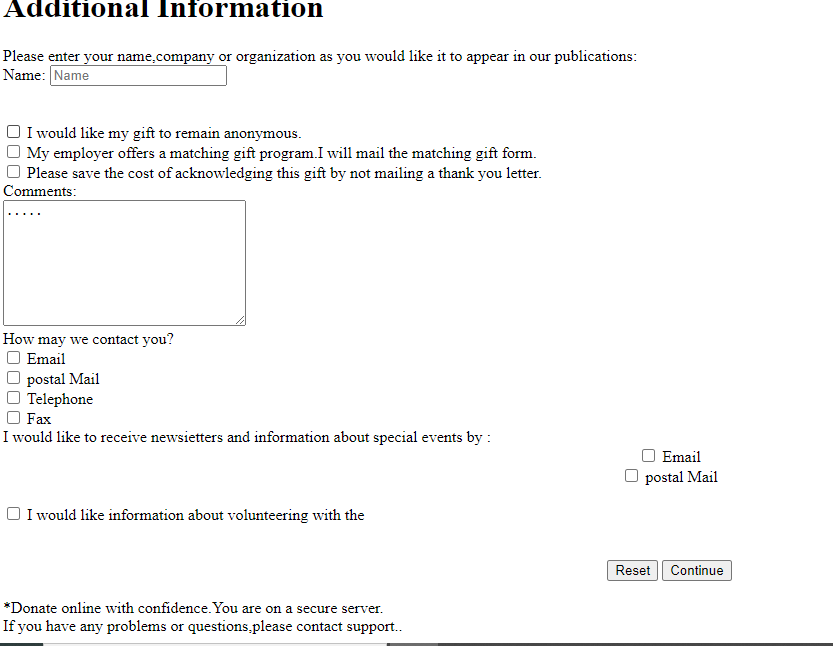 Additional Information
Please enter your name,company or organization as you would like it to appear in our publications:
Name: Name
I would like my gift to remain anonymous.
My employer offers a matching gift program.I will mail the matching gift form.
Please save the cost of acknowledging this gift by not mailing a thank you letter.
Comments:
.....
How may we contact you?
Email
postal Mail
Telephone
Fax
I would like to receive newsietters and information about special events by :
Email
postal Mail
I would like information about volunteering with the
Reset Continue
*Donate online with confidence.You are on a secure server.
If you have any problems or questions,please contact support..